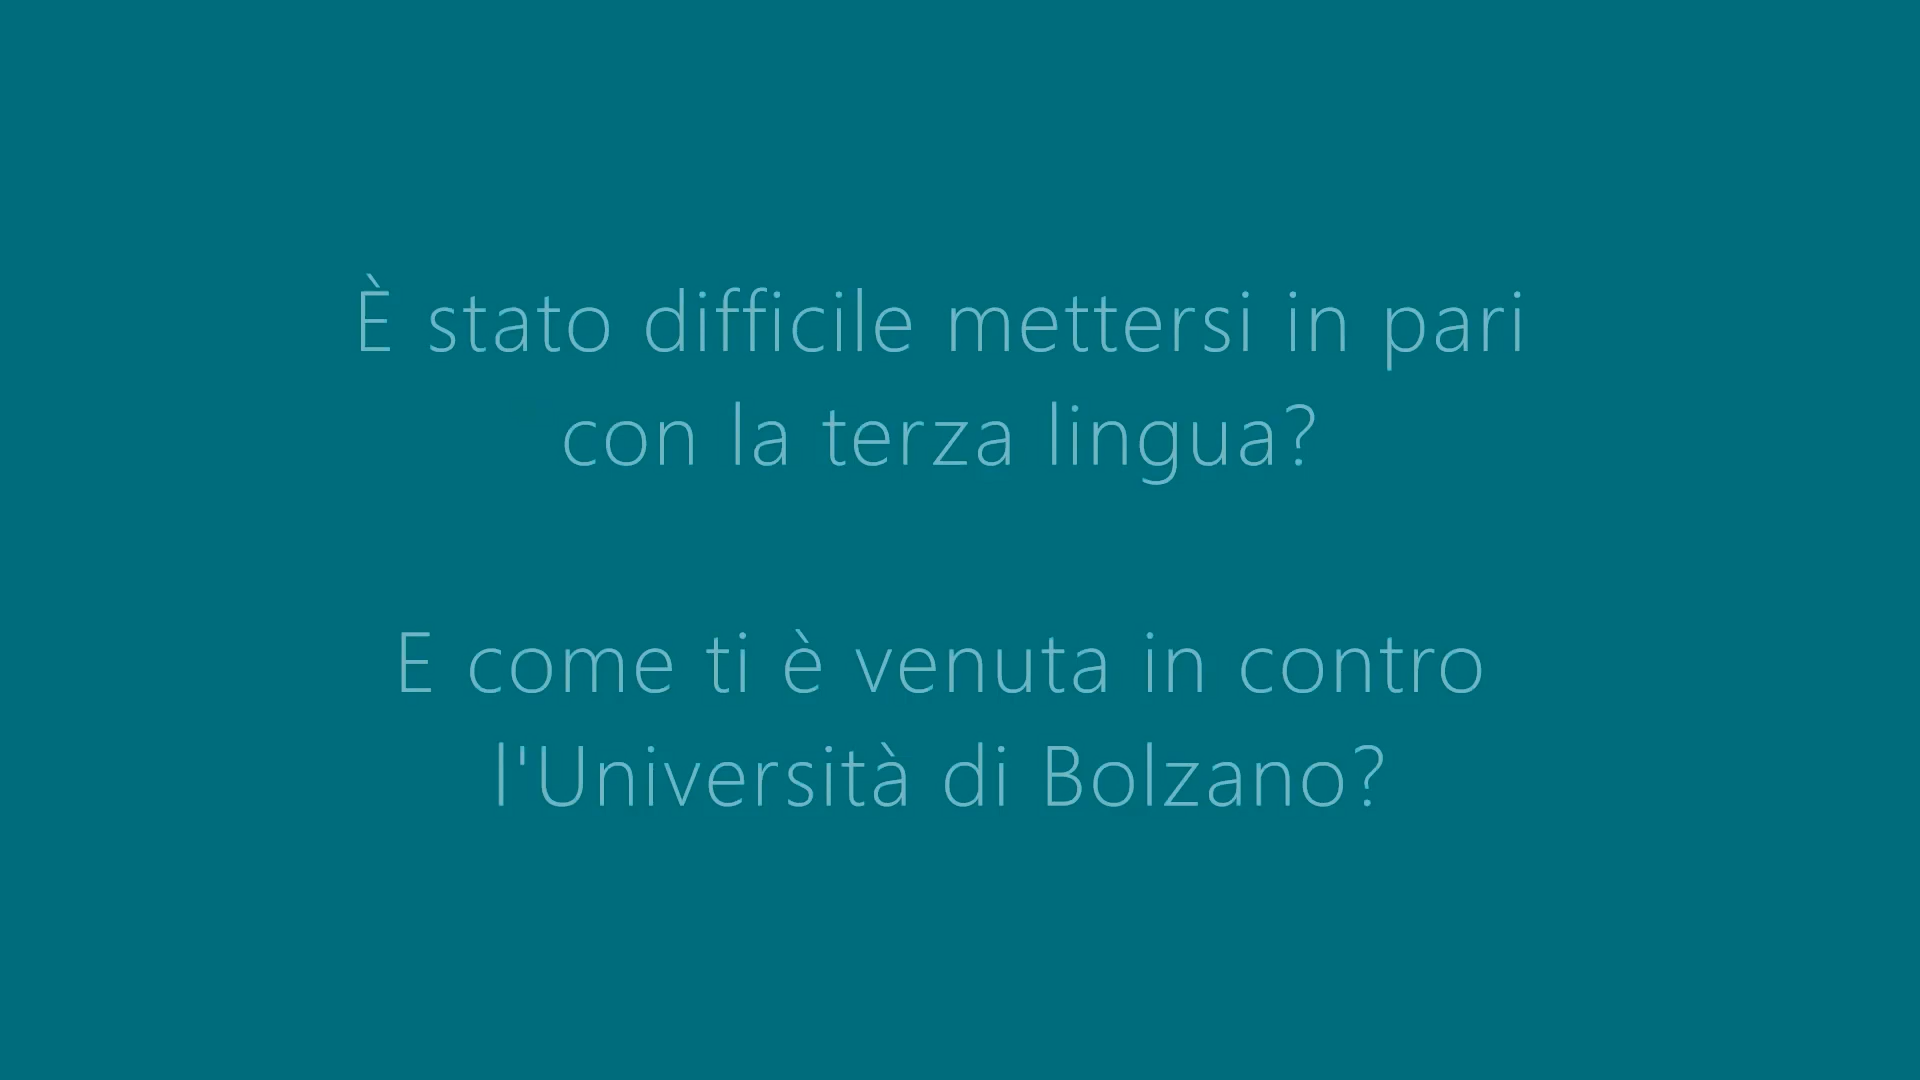 È stato difficile mettersi in pari
con la terza lingua?
E come ti è venuta in contro
l'Università di Bolzano?